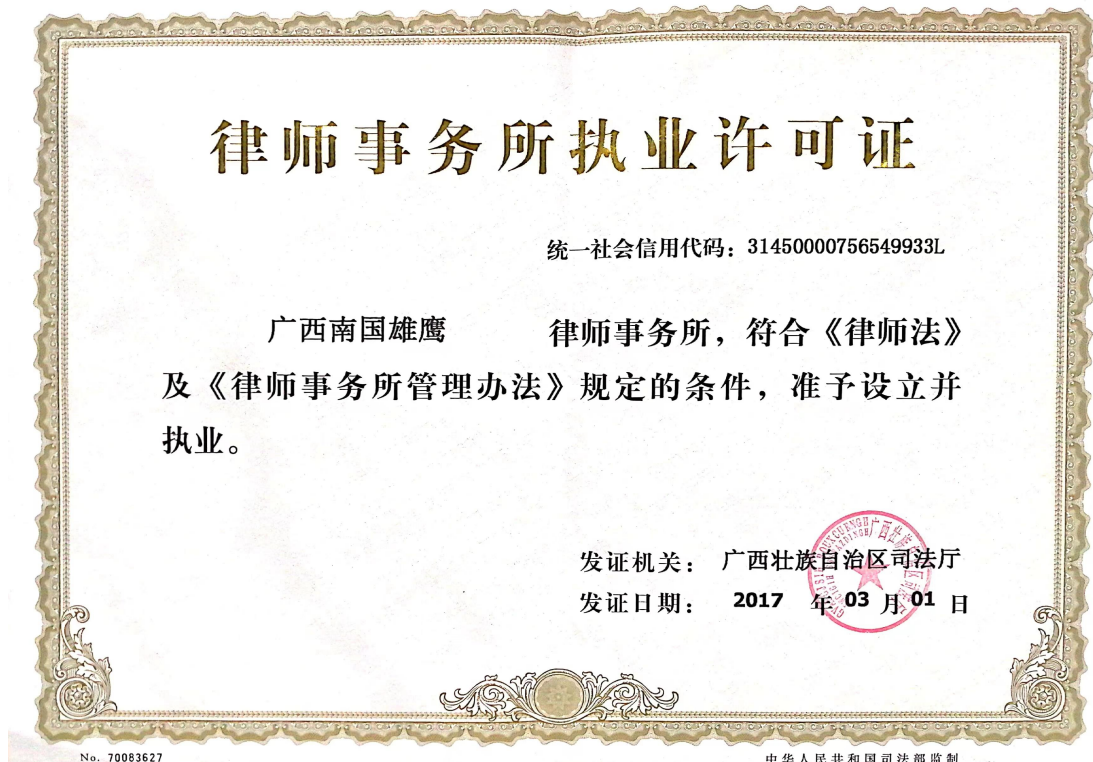 律师事务所执业许可证
统一社会信用代码：31450000756549933L
广西南国雄鹰 律师事务所，符合《律师法》
及《律师事务所管理办法》规定的条件，准予设立并
执业。
发证机关：广西壮族自治区司法厅
发证日期：2017 年 03 月 01 日
No. 70083627
中华人民共和国司法部监制